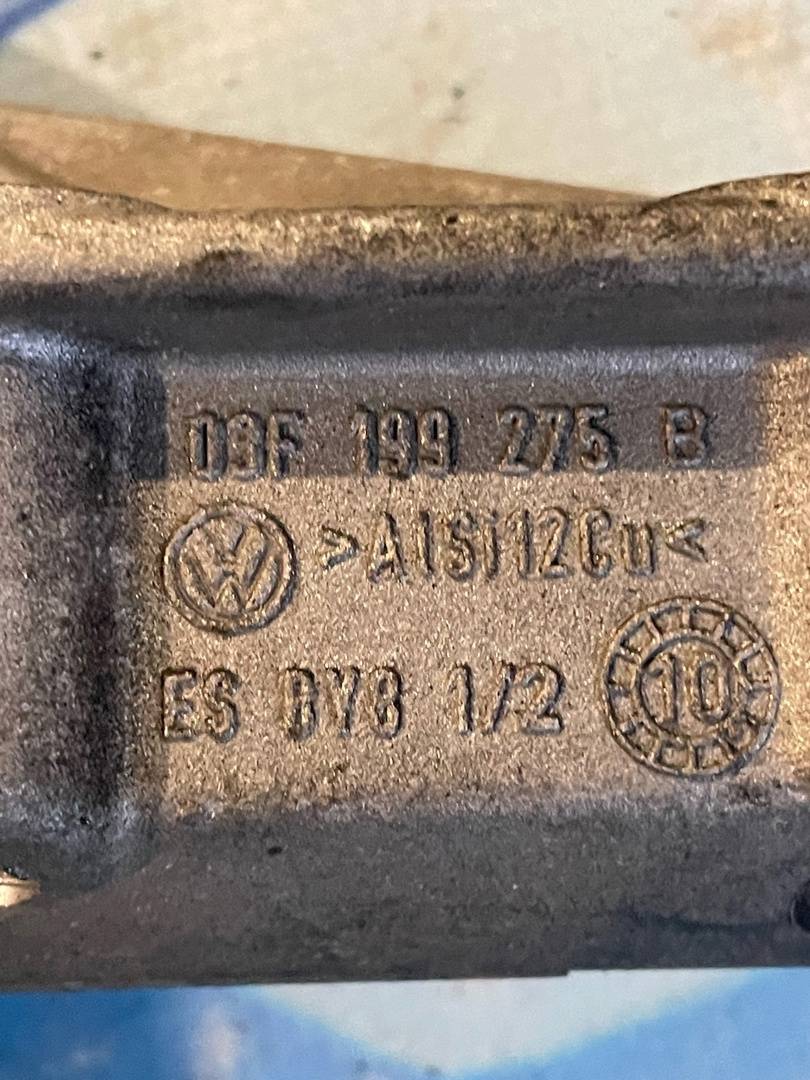 03F 199 275 B
>AlSi12Cu<
ES BY8 1/2
10